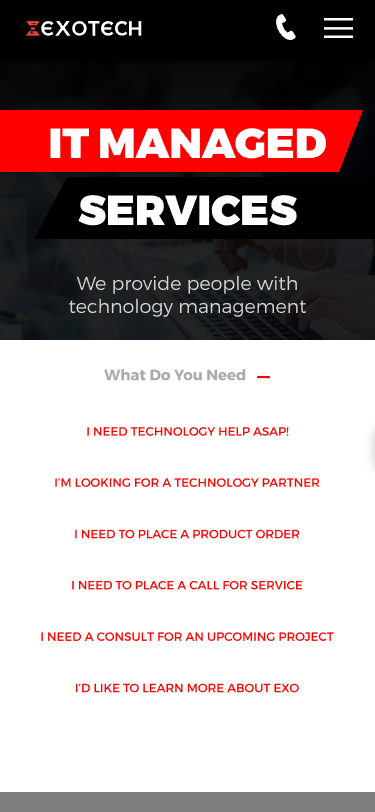 EXOTECH
IT MANAGED
SERVICES
We provide people with
technology management
What Do You Need
I NEED TECHNOLOGY HELP ASAP!
I'M LOOKING FOR A TECHNOLOGY PARTNER
I NEED TO PLACE A PRODUCT ORDER
I NEED TO PLACE A CALL FOR SERVICE
I NEED A CONSULT FOR AN UPCOMING PROJECT
I'D LIKE TO LEARN MORE ABOUT EXO